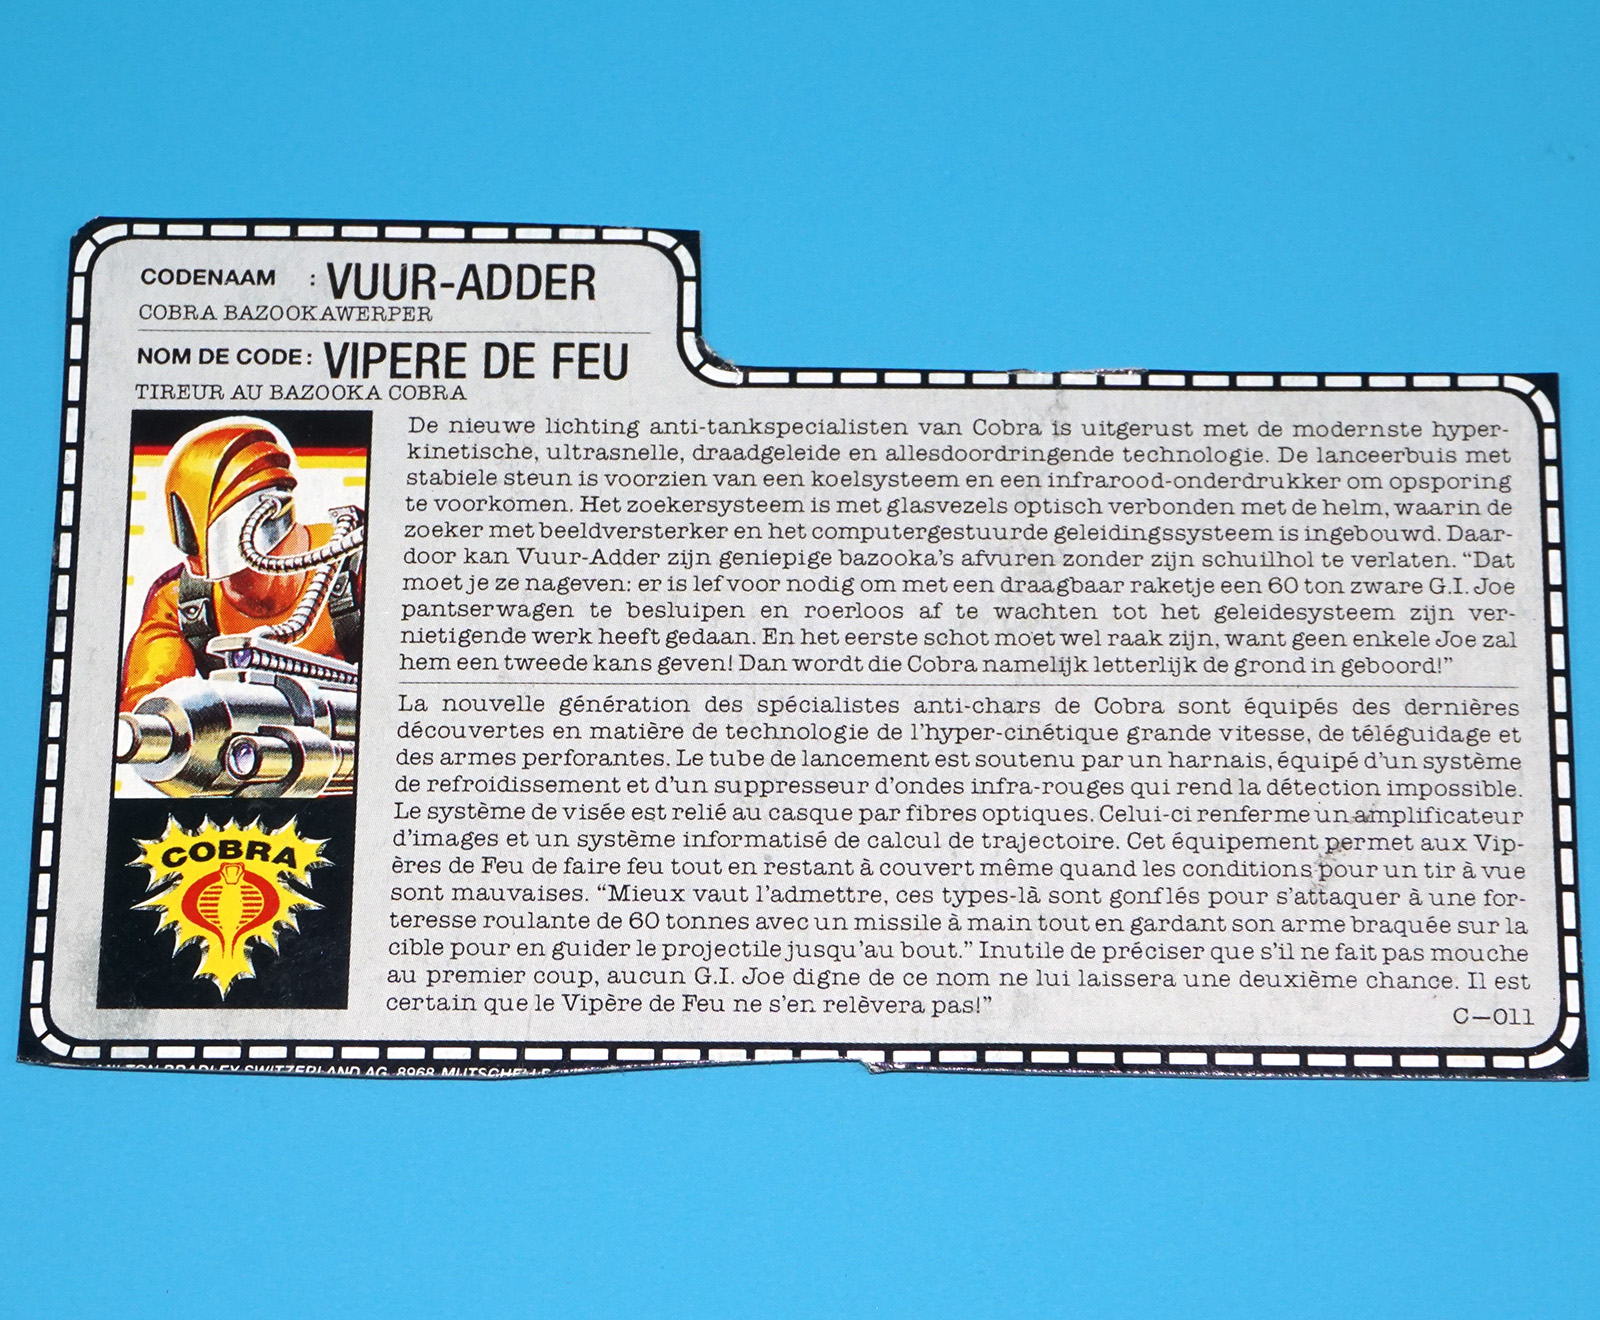 CODENAAM : VUUR-ADDER
COBRA BAZOOKAWERPER
NOM DE CODE: VIPERE DE FEU
TIREUR AU BAZOOKA COBRA
De nieuwe lichting anti-tankspecialisten van Cobra is uitgerust met de modernste hyper-
kinetische, ultrasnelle, draadgeleide en allesdoordringende technologie. De lanceerbuis met
stabiele steun is voorzien van een koelsysteem en een infrarood-onderdrukker om opsporing
te voorkomen. Het zoekersysteem is met glasvezels optisch verbonden met de helm, waarin de
zoeker met beeldversterker en het computergestuurde geleidingssysteem is ingebouwd. Daar-
door kan Vuur-Adder zijn geniepige bazooka's afvuren zonder zijn schuilhol te verlaten. “Dat
moet je ze nageven: er is lef voor nodig om met een draagbaar raketje een 60 ton zware G.I. Joe
pantserwagen te besluipen en roerloos af te wachten tot het geleidesysteem zijn ver-
nietigende werk heeft gedaan. En het eerste schot moet wel raak zijn, want geen enkele Joe zal
hem een tweede kans geven! Dan wordt die Cobra namelijk letterlijk de grond in geboord!”
La nouvelle génération des spécialistes anti-chars de Cobra sont équipés des dernières
découvertes en matière de technologie de l'hyper-cinétique grande vitesse, de téléguidage et
des armes perforantes. Le tube de lancement est soutenu par un harnais, équipé d'un système
de refroidissement et d'un suppresseur d'ondes infra-rouges qui rend la détection impossible.
Le système de visée est relié au casque par fibres optiques. Celui-ci renferme un amplificateur
d'images et un système informatisé de calcul de trajectoire. Cet équipement permet aux Vip-
ères de Feu de faire feu tout en restant à couvert même quand les conditions pour un tir à vue
sont mauvaises. “Mieux vaut l'admettre, ces types-là sont gonflés pour s'attaquer à une for-
teresse roulante de 60 tonnes avec un missile à main tout en gardant son arme braquée sur la
cible pour en guider le projectile jusqu'au bout.” Inutile de préciser que s'il ne fait pas mouche
au premier coup, aucun G.I. Joe digne de ce nom ne lui laissera une deuxième chance. Il est
certain que le Vipère de Feu ne s'en relèvera pas!”
C—011
COBRA
BRADLEY SWITZERLAND AG, 8968